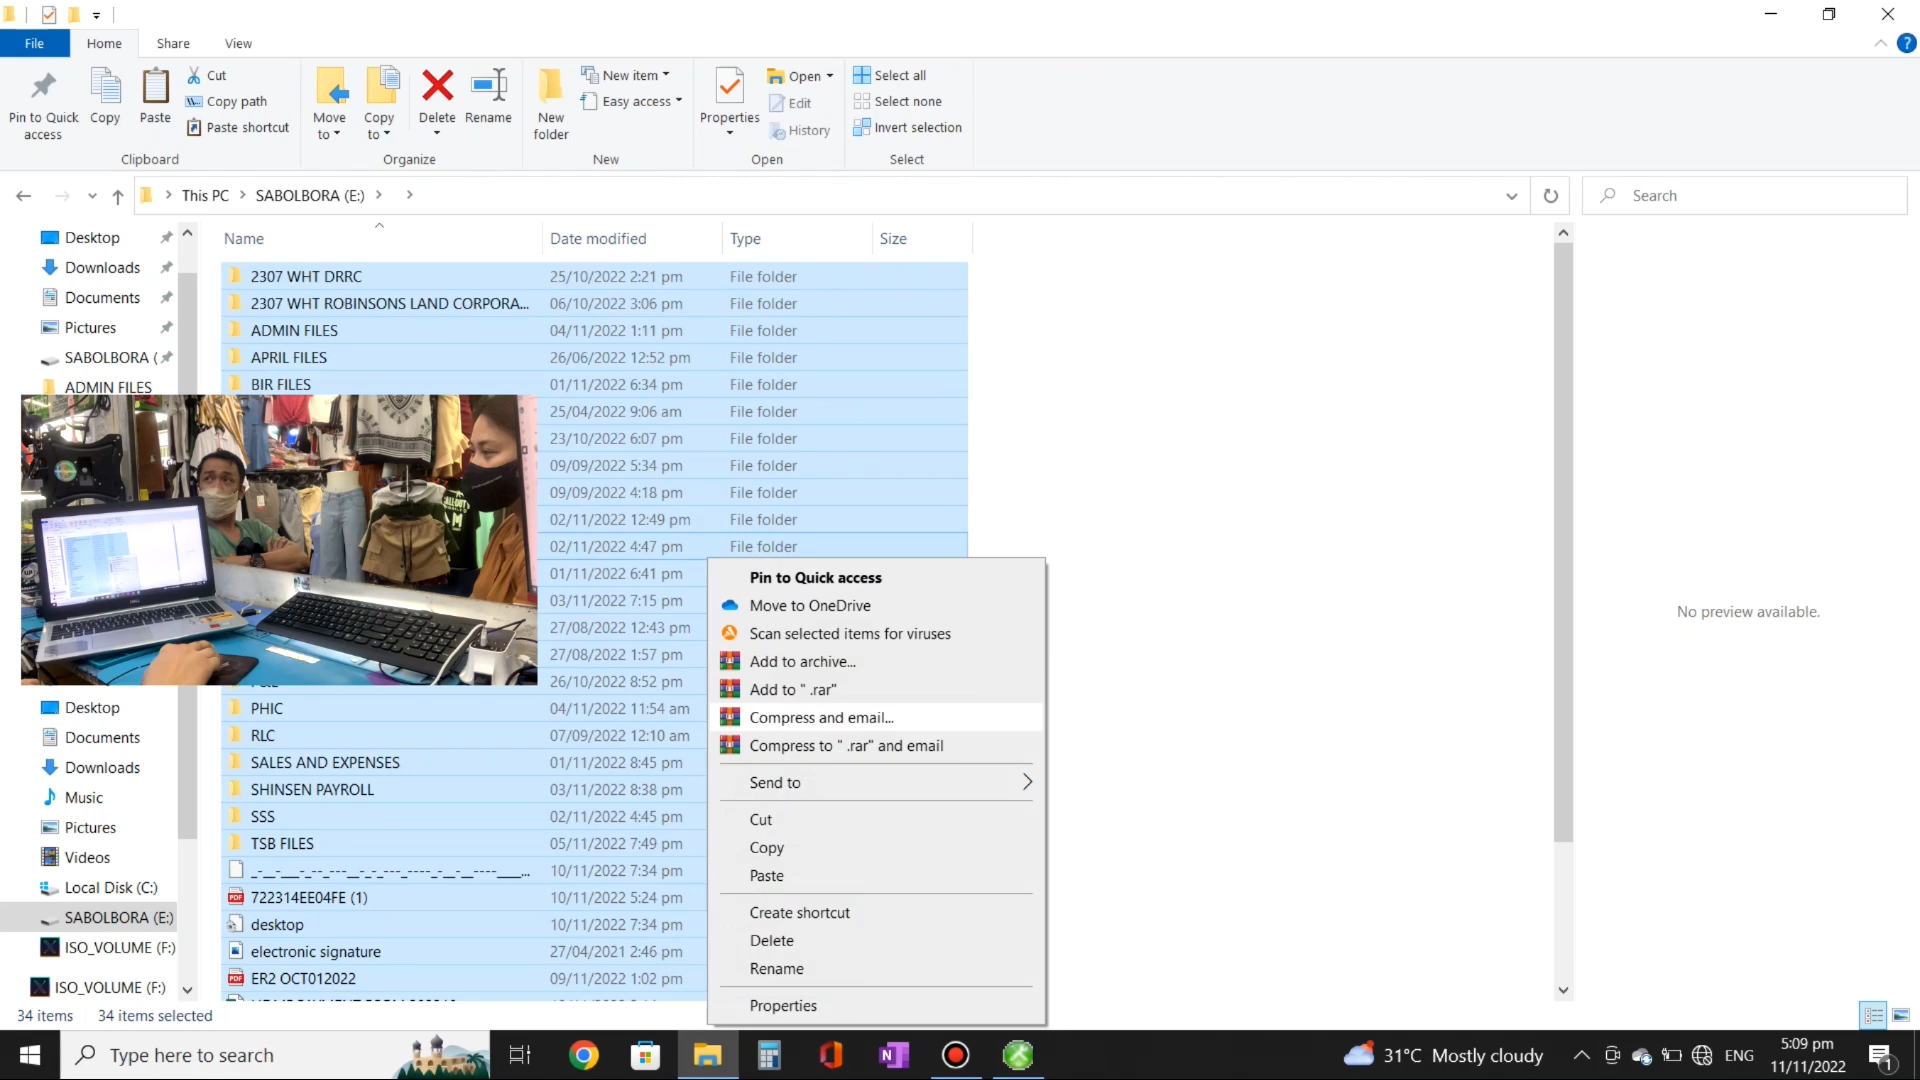 File
Home
Share
View
Pin to Quick access
Copy
Paste
Cut
Copy path
Paste shortcut
Clipboard
Move to
Copy to
Delete
Rename
Organize
New folder
New item
Easy access
New
Properties
Open
Edit
History
Open
Select all
Select none
Invert selection
Select
This PC
SABOLBORA (E:)
Search
Name
Date modified
Type
Size
Desktop
Downloads
Documents
Pictures
SABOLBORA (
ADMIN FILES
2307 WHT DRRC 25/10/2022 2:21 pm File folder
2307 WHT ROBINSONS LAND CORPORA... 06/10/2022 3:06 pm File folder
ADMIN FILES 04/11/2022 1:11 pm File folder
APRIL FILES 26/06/2022 12:52 pm File folder
BIR FILES 01/11/2022 6:34 pm File folder
25/04/2022 9:06 am File folder
23/10/2022 6:07 pm File folder
09/09/2022 5:34 pm File folder
09/09/2022 4:18 pm File folder
02/11/2022 12:49 pm File folder
02/11/2022 4:47 pm File folder
01/11/2022 6:41 pm
03/11/2022 7:15 pm
27/08/2022 12:43 pm
27/08/2022 1:57 pm
26/10/2022 8:52 pm
PHIC 04/11/2022 11:54 am
RLC 07/09/2022 12:10 am
SALES AND EXPENSES 01/11/2022 8:45 pm
SHINSEN PAYROLL 03/11/2022 8:38 pm
SSS 02/11/2022 4:45 pm
TSB FILES 05/11/2022 7:49 pm
10/11/2022 7:34 pm
722314EE04FE (1) 10/11/2022 5:24 pm
desktop 10/11/2022 7:34 pm
electronic signature 27/04/2021 2:46 pm
ER2 OCT012022 09/11/2022 1:02 pm
Desktop
Documents
Downloads
Music
Pictures
Videos
Local Disk (C:)
SABOLBORA (E:)
ISO_VOLUME (F:)
ISO_VOLUME (F:)
Pin to Quick access
Move to OneDrive
Scan selected items for viruses
Add to archive...
Add to " .rar"
Compress and email...
Compress to " .rar" and email
Send to
Cut
Copy
Paste
Create shortcut
Delete
Rename
Properties
No preview available.
34 items
34 items selected
Type here to search
31°C Mostly cloudy
ENG
5:09 pm
11/11/2022
1